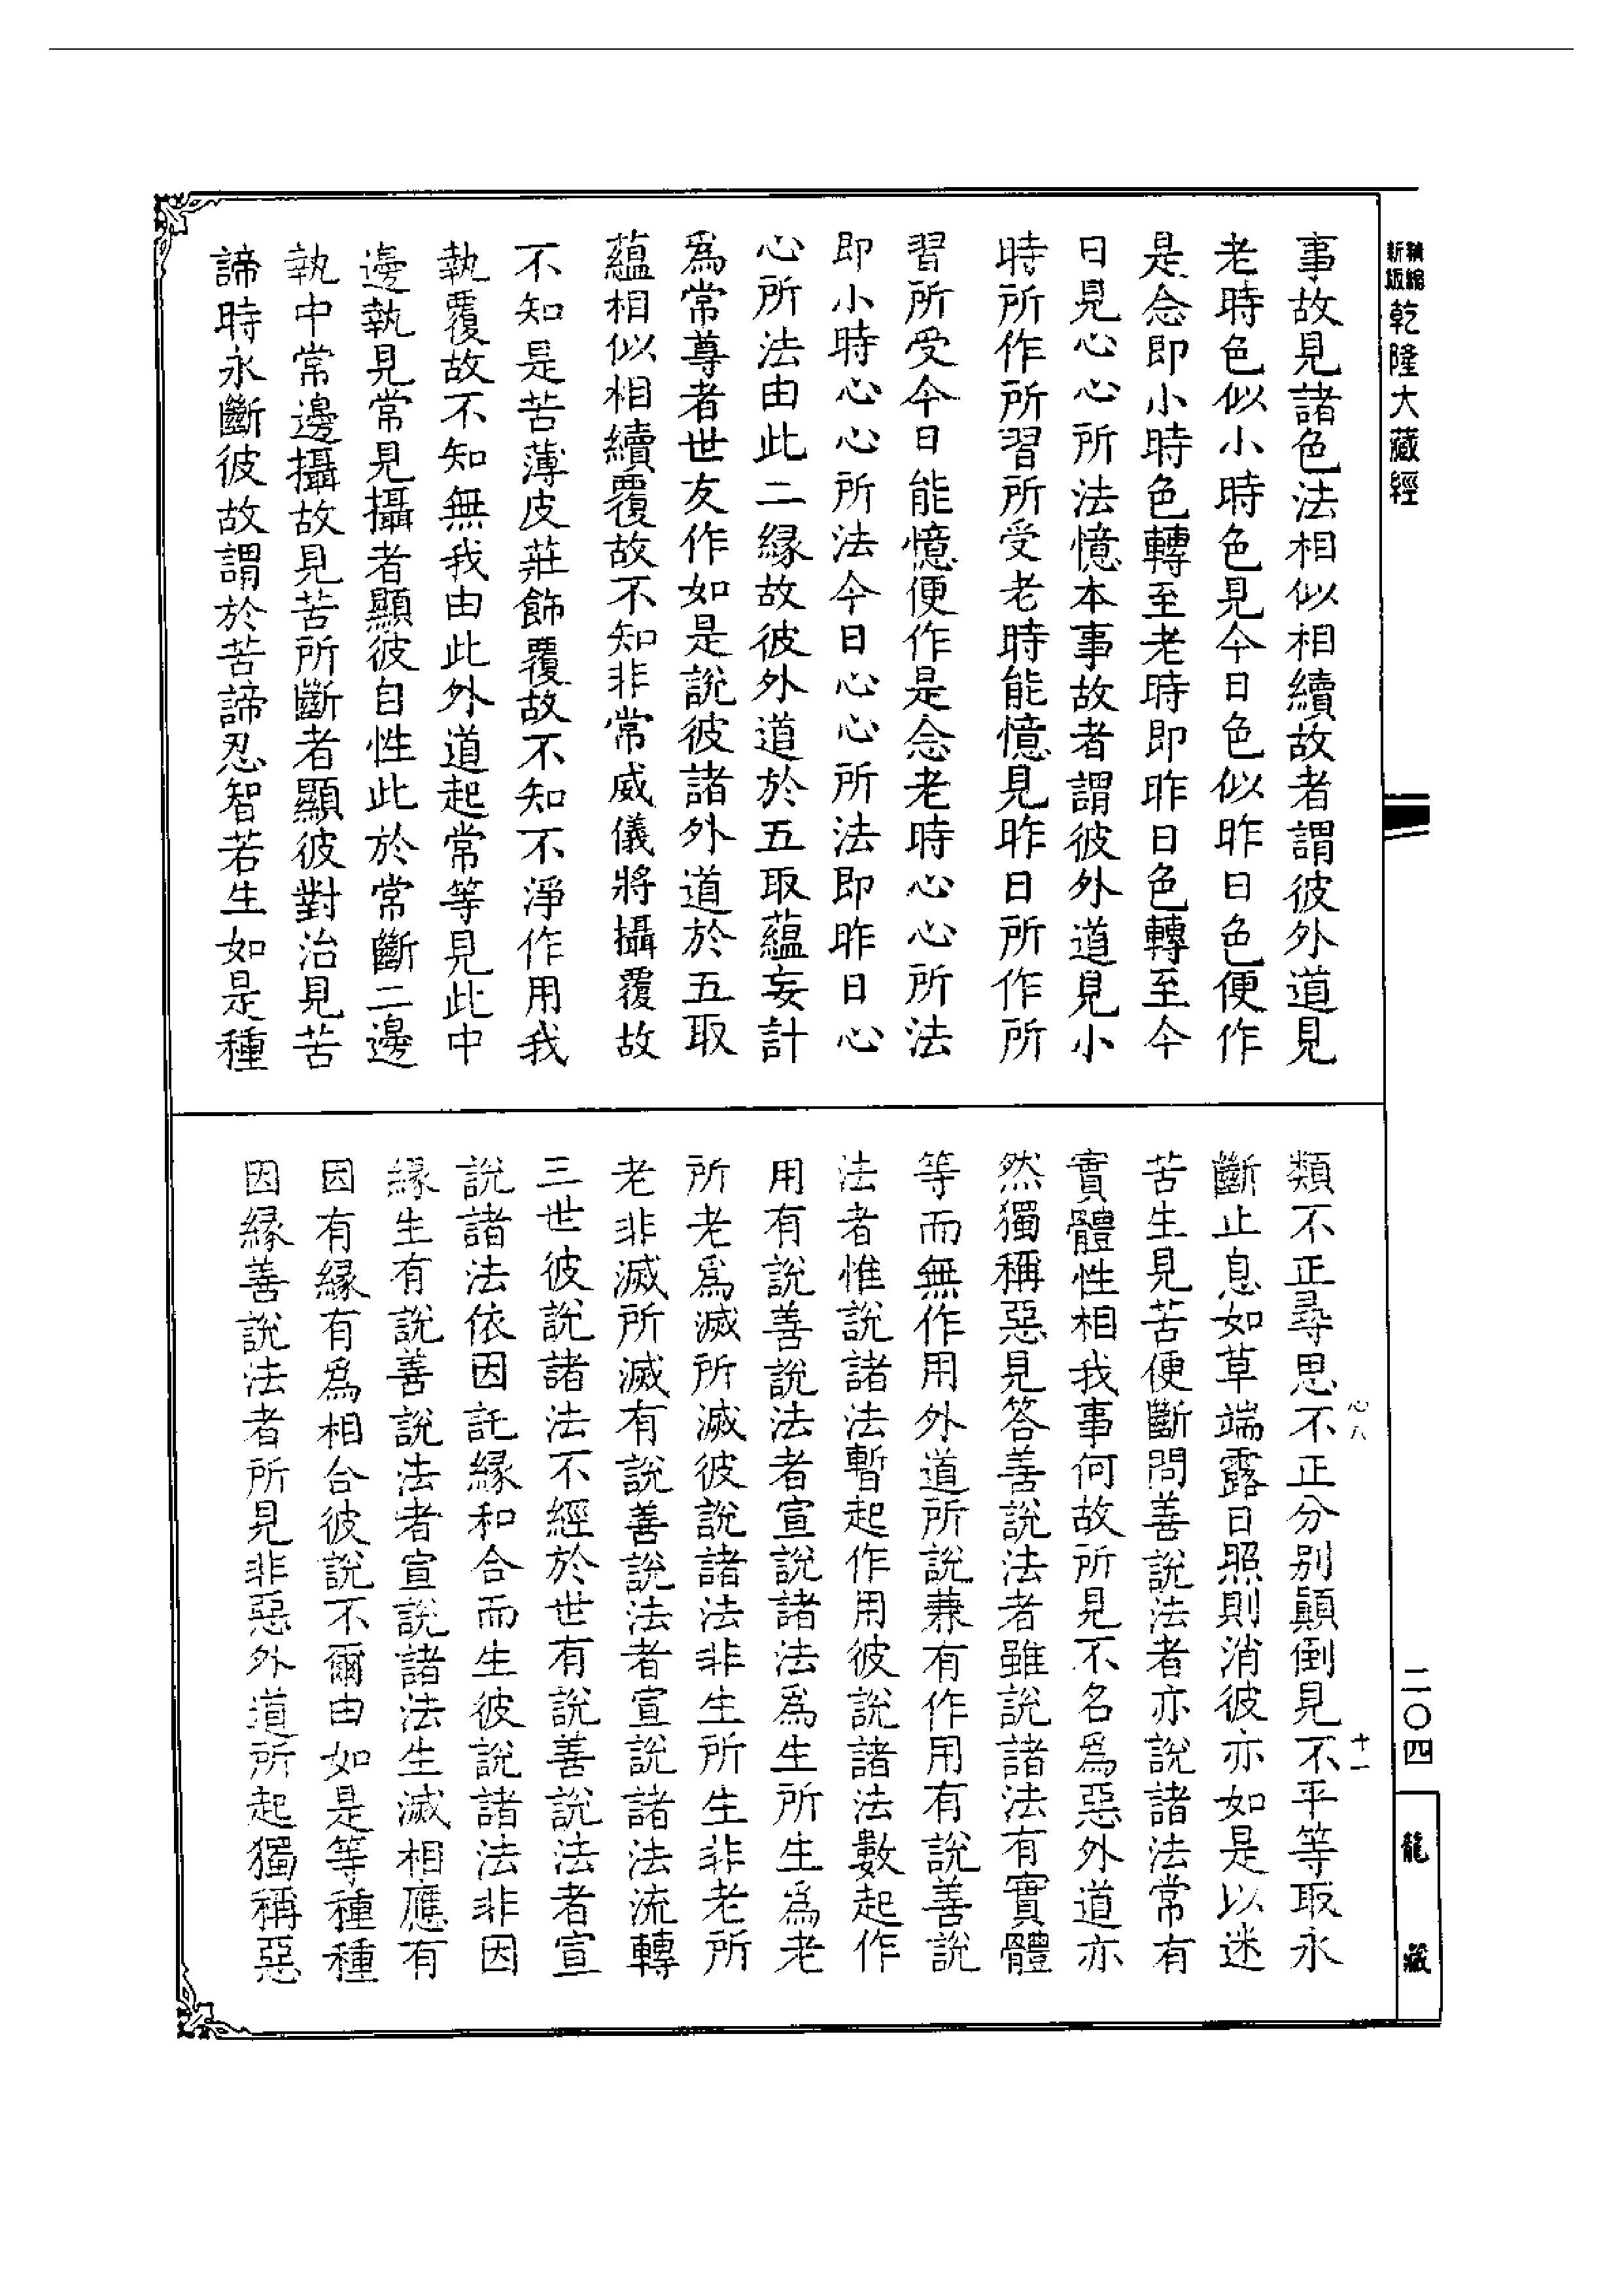 精縮新版乾隆大藏經
事故見諸色法相似相續故者謂彼外道見
老時色似小時色見今日色似昨日色便作
是念即小時色轉至老時即昨日色轉至今
日見心心所法憶本事故者謂彼外道見小
時所作所習所受老時能憶見昨日所作所
習所受今日能憶便作是念老時心心所法
即小時心心所法今日心心所法即昨日心
心所法由此二緣故彼外道於五取蘊妄計
爲常尊者世友作如是說彼諸外道於五取
蘊相似相續覆故不知非常威儀將攝覆故
不知是苦薄皮莊飾覆故不知不淨作用我
執覆故不知無我由此外道起常等見此中
邊執見常見攝者顯彼自性此於常斷二邊
執中常邊攝故見苦所斷者顯彼對治見苦
諦時永斷彼故謂於苦諦忍智若生如是種
類不正尋思不正分别顛倒見不平等取永
斷止息如草端露日照則消彼亦如是以迷
苦生見苦便斷問善說法者亦說諸法常有
實體性相我事何故所見不名爲惡外道亦
然獨稱惡見答善說法者雖說諸法有實體
等而無作用外道所說兼有作用有說善說
法者惟說諸法暫起作用彼說諸法數起作
用有說善說法者宣說諸法爲生所生爲老
所老爲滅所滅彼說諸法非生所生非老所
老非滅所滅有說善說法者宣說諸法流轉
三世彼說諸法不經於世有說善說法者宣
說諸法依因託緣和合而生彼說諸法非因
緣生有說善說法者宣說諸法生滅相應有
因有緣有爲相合彼說不爾由如是等種種
因緣善說法者所見非惡外道所起獨稱惡
心八
十一
二〇四
龍藏